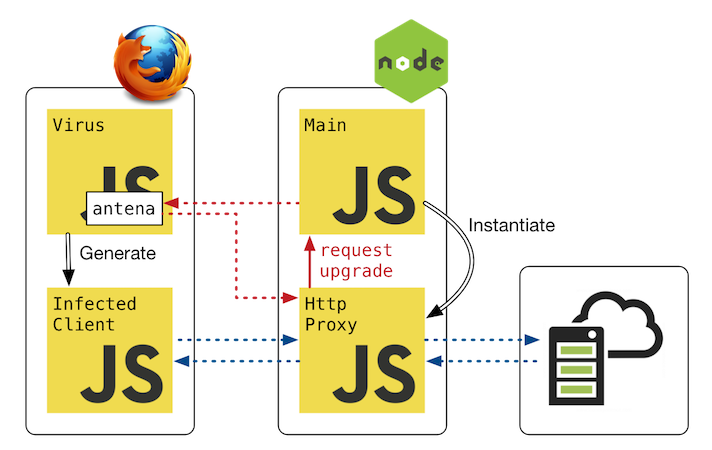 node
Virus
JS
antena
Main
JS
Instantiate
Generate
request
upgrade
Infected
Client
JS
Http
Proxy
JS